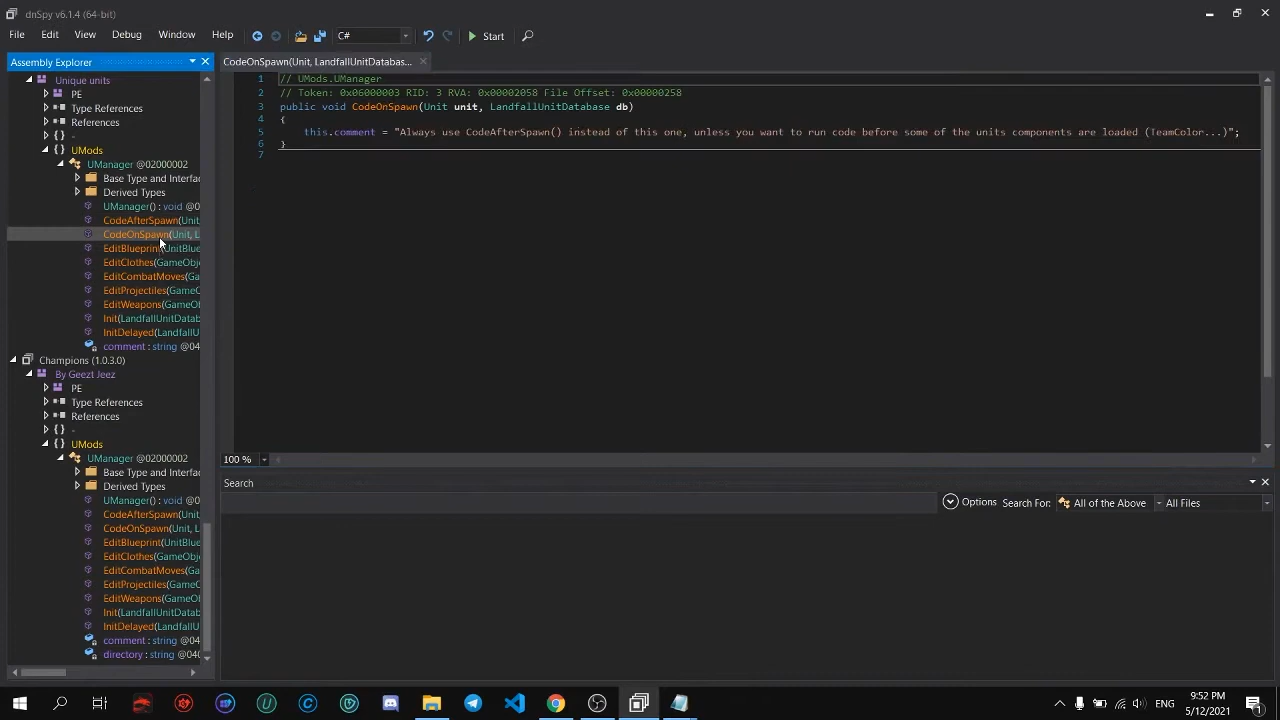 dnSpy v6.1.4 (64-bit)
File Edit View Debug Window Help C# Start
Assembly Explorer
CodeOnSpawn(Unit, LandfallUnitDatabas...
Unique units
PE
Type References
References
-
UMods
UManager @02000002
Base Type and Interfa
Derived Types
UManager() : void @0
CodeAfterSpawn(Unit
CodeOnSpawn(Unit, L
EditBlueprint(UnitBlue
EditClothes(GameObj
EditCombatMoves(Ga
EditProjectiles(GameO
EditWeapons(GameOb
Init(LandfallUnitDatab
InitDelayed(LandfallU
comment : string @04
Champions (1.0.3.0)
By Geezt Jeez
PE
Type References
References
-
UMods
UManager @02000002
Base Type and Interfa
Derived Types
UManager() : void @0
CodeAfterSpawn(Unit
CodeOnSpawn(Unit, L
EditBlueprint(UnitBlue
EditClothes(GameObj
EditCombatMoves(Ga
EditProjectiles(GameO
EditWeapons(GameOb
Init(LandfallUnitDatab
InitDelayed(LandfallU
comment : string @04
directory : string @04(
1 // UMods.UManager
2 // Token: 0x06000003 RID: 3 RVA: 0x00002058 File Offset: 0x00000258
3 public void CodeOnSpawn(Unit unit, LandfallUnitDatabase db)
4 {
5 this.comment = "Always use CodeAfterSpawn() instead of this one, unless you want to run code before some of the units components are loaded (TeamColor...)";
6 }
7
100 %
Search
Options Search For: All of the Above All Files
ENG
9:52 PM
5/12/2021